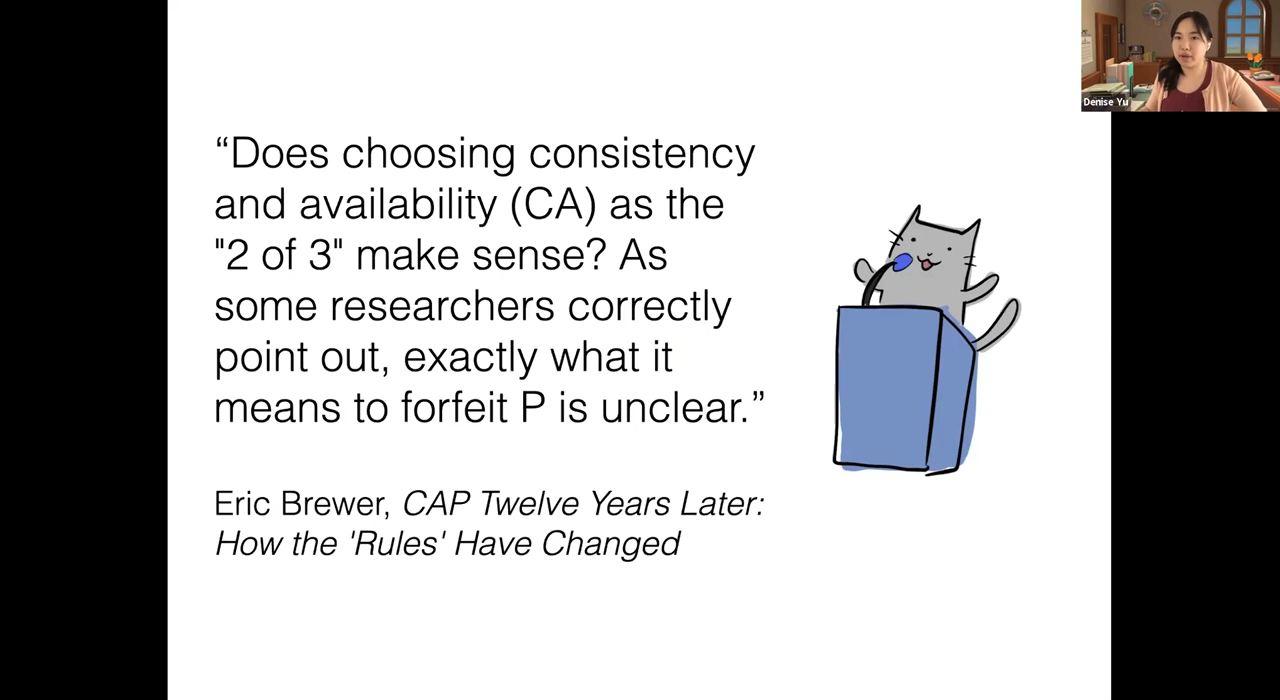 “Does choosing consistency
and availability (CA) as the
"2 of 3" make sense? As
some researchers correctly
point out, exactly what it
means to forfeit P is unclear.”
Eric Brewer, CAP Twelve Years Later:
How the 'Rules' Have Changed
Denise Yu